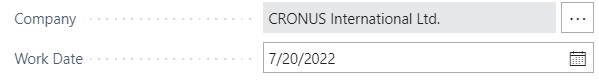 Company CRONUS International Ltd. ...
Work Date 7/20/2022